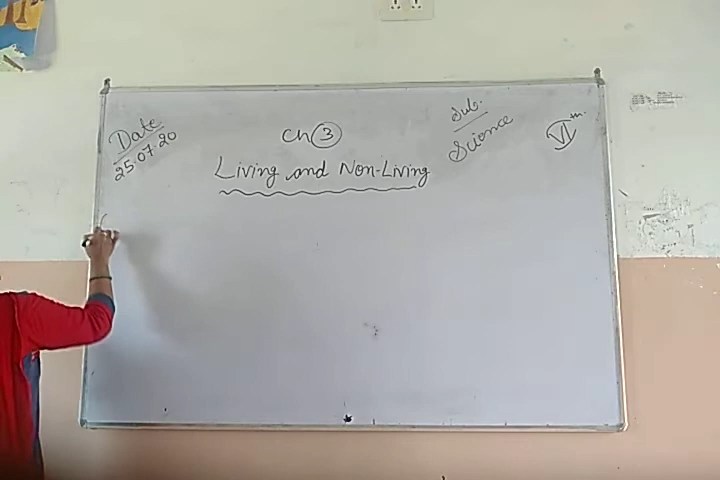 Date
25.07.20
Ch 3
Living and Non-Living
Sub.
Science
VI th